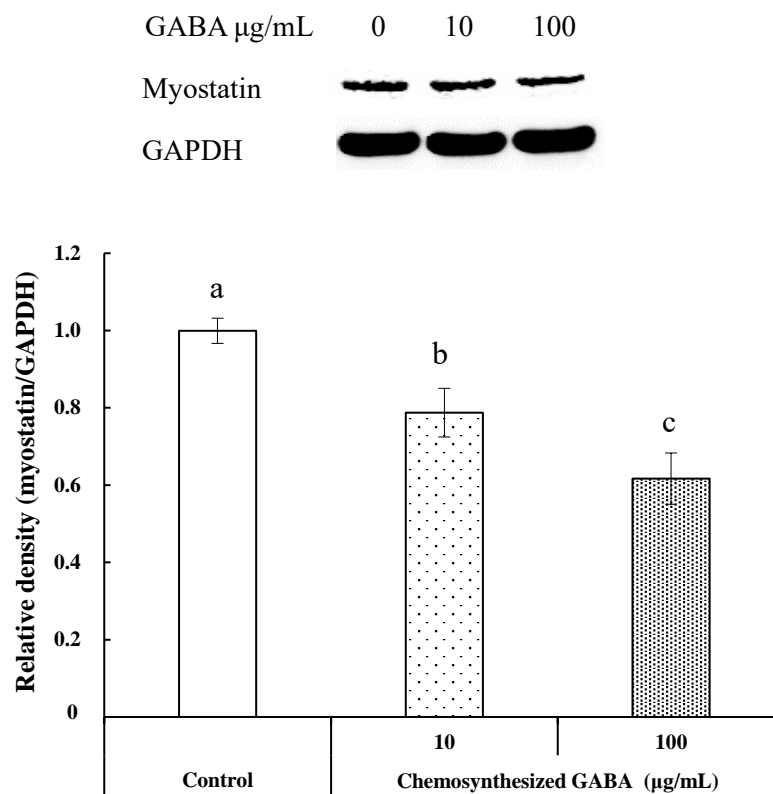 GABA μg/mL 0 10 100
Myostatin
GAPDH
Relative density (myostatin/GAPDH)
1.2
1.0
0.8
0.6
0.4
0.2
0
a
b
c
10 100
Control Chemosynthesized GABA (μg/mL)